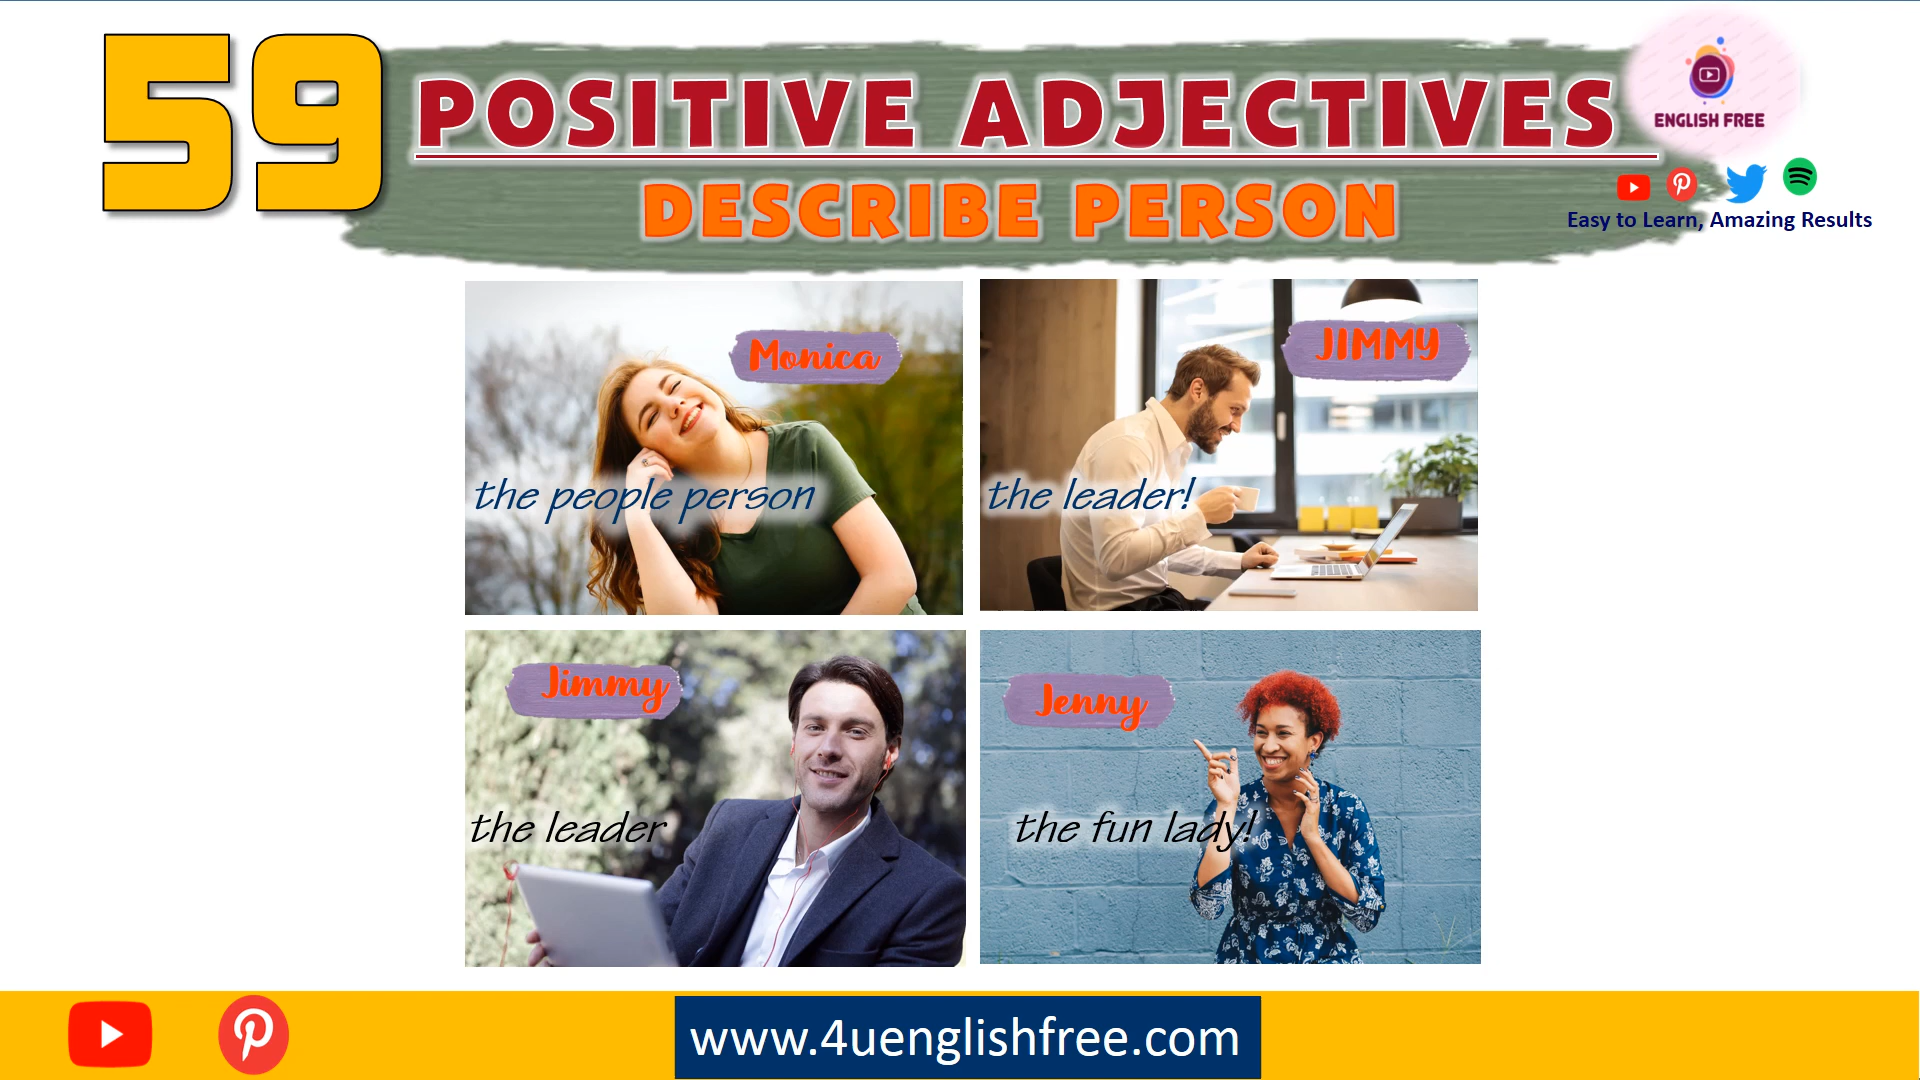 59
POSITIVE ADJECTIVES
DESCRIBE PERSON
ENGLISH FREE
Easy to Learn, Amazing Results
Monica
the people person
JIMMY
the leader!
Jimmy
the leader
Jenny
the fun lady!
www.4uenglishfree.com